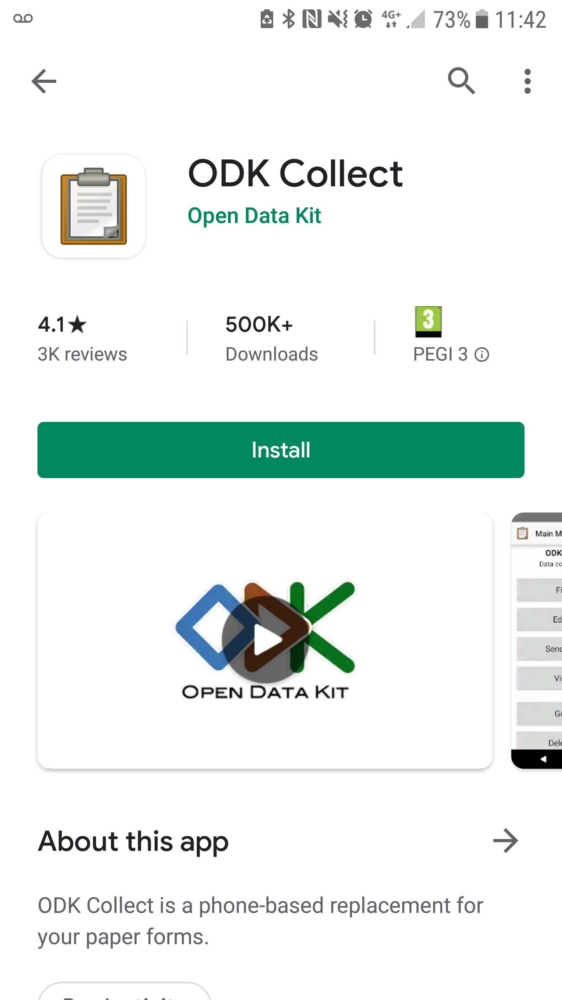 4G+ 73% 11:42
ODK Collect
Open Data Kit
4.1★
3K reviews
500K+
Downloads
3
PEGI 3
Install
OPEN DATA KIT
Main M
ODK
Data co
Fi
Ed
Send
Vi
Ge
Dele
About this app
ODK Collect is a phone-based replacement for
your paper forms.